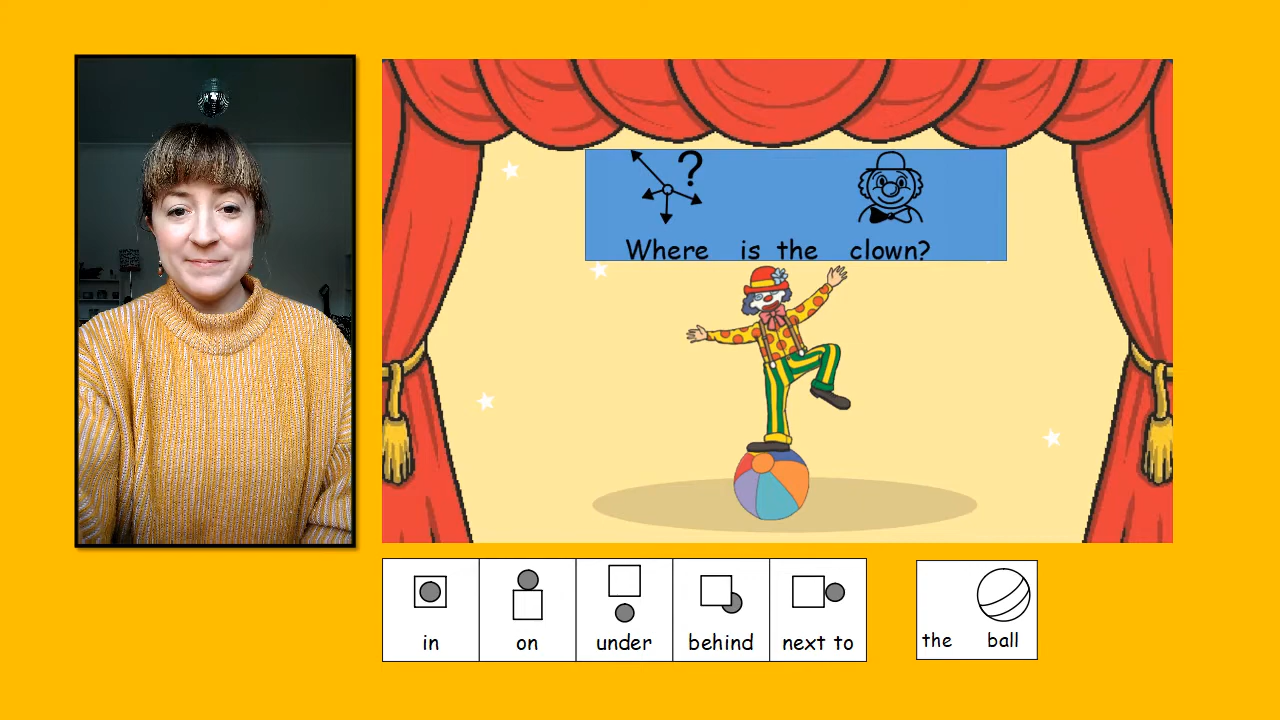 Where is the clown?
in on under behind next to the ball